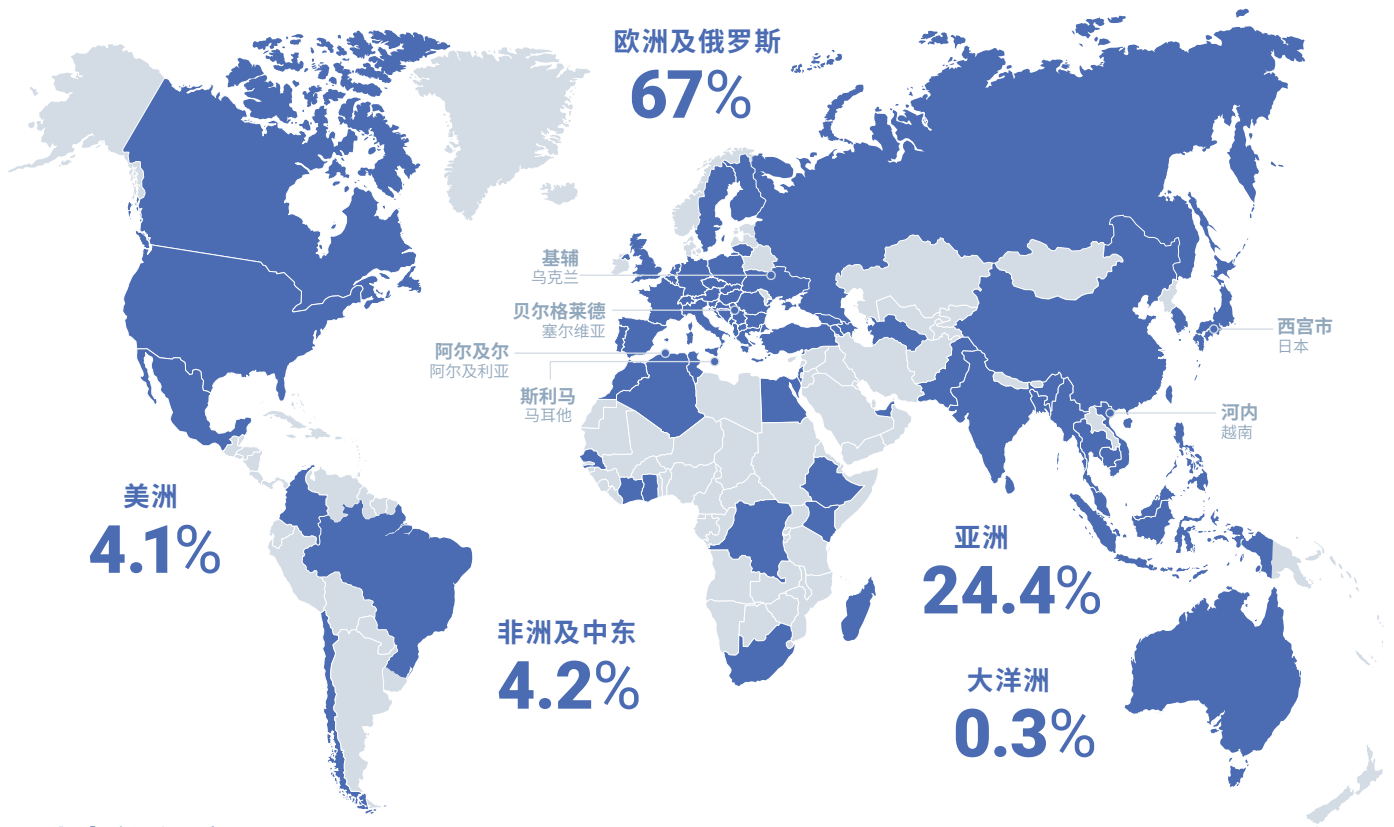 欧洲及俄罗斯
67%
基辅
乌克兰
贝尔格莱德
塞尔维亚
阿尔及尔
阿尔及利亚
斯利马
马耳他
西宫市
日本
河内
越南
美洲
4.1%
亚洲
24.4%
非洲及中东
4.2%
大洋洲
0.3%